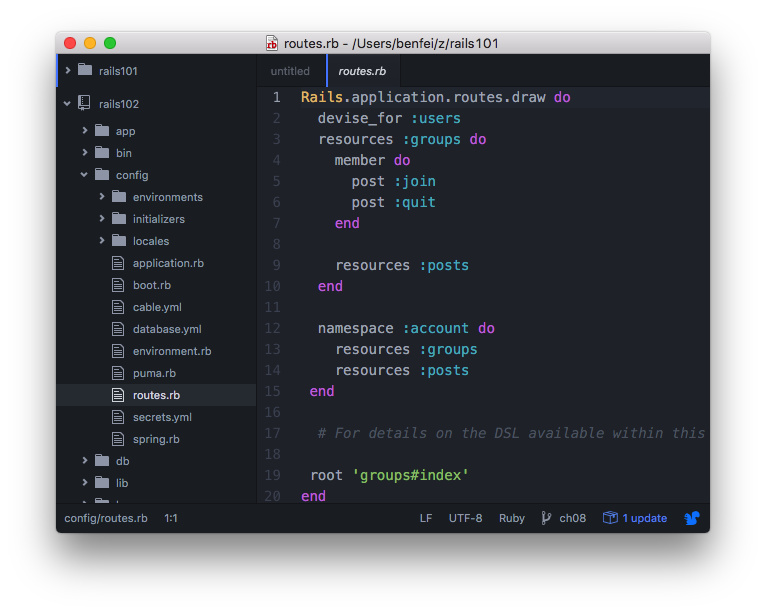 routes.rb - /Users/benfei/z/rails101
rails101
rails102
app
bin
config
environments
initializers
locales
application.rb
boot.rb
cable.yml
database.yml
environment.rb
puma.rb
routes.rb
secrets.yml
spring.rb
db
lib
untitled
routes.rb
1 Rails.application.routes.draw do
2   devise_for :users
3   resources :groups do
4     member do
5       post :join
6       post :quit
7     end
8
9     resources :posts
10   end
11
12   namespace :account do
13     resources :groups
14     resources :posts
15  end
16
17   # For details on the DSL available within this
18
19  root 'groups#index'
20 end
config/routes.rb 1:1 LF UTF-8 Ruby ch08 1 update